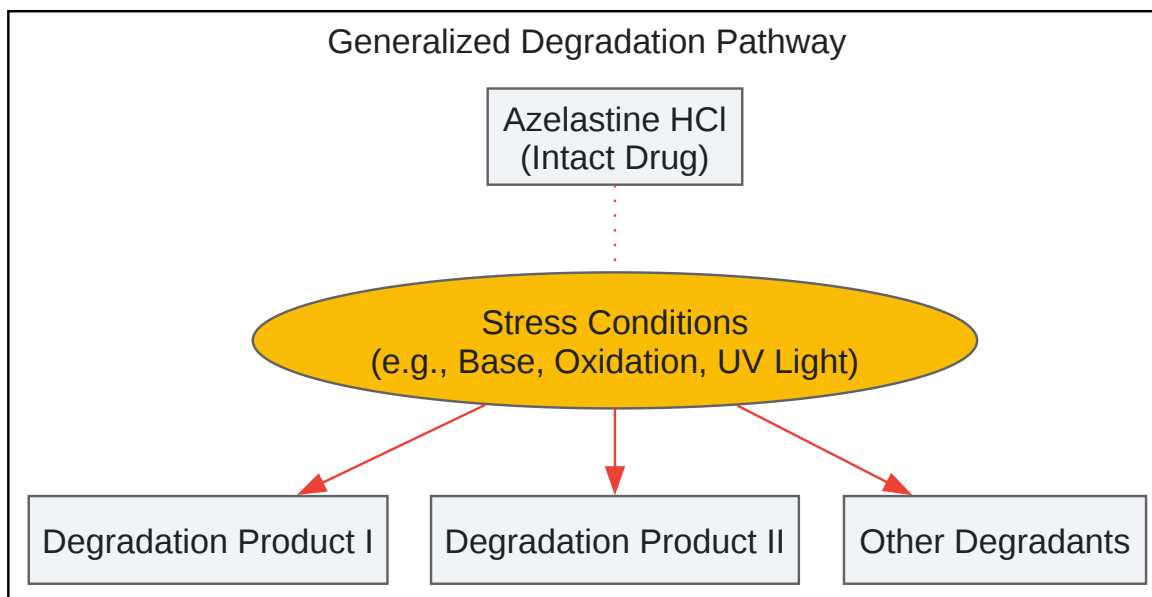 Generalized Degradation Pathway
Azelastine HCl
(Intact Drug)
Stress Conditions
(e.g., Base, Oxidation, UV Light)
Degradation Product I
Degradation Product II
Other Degradants